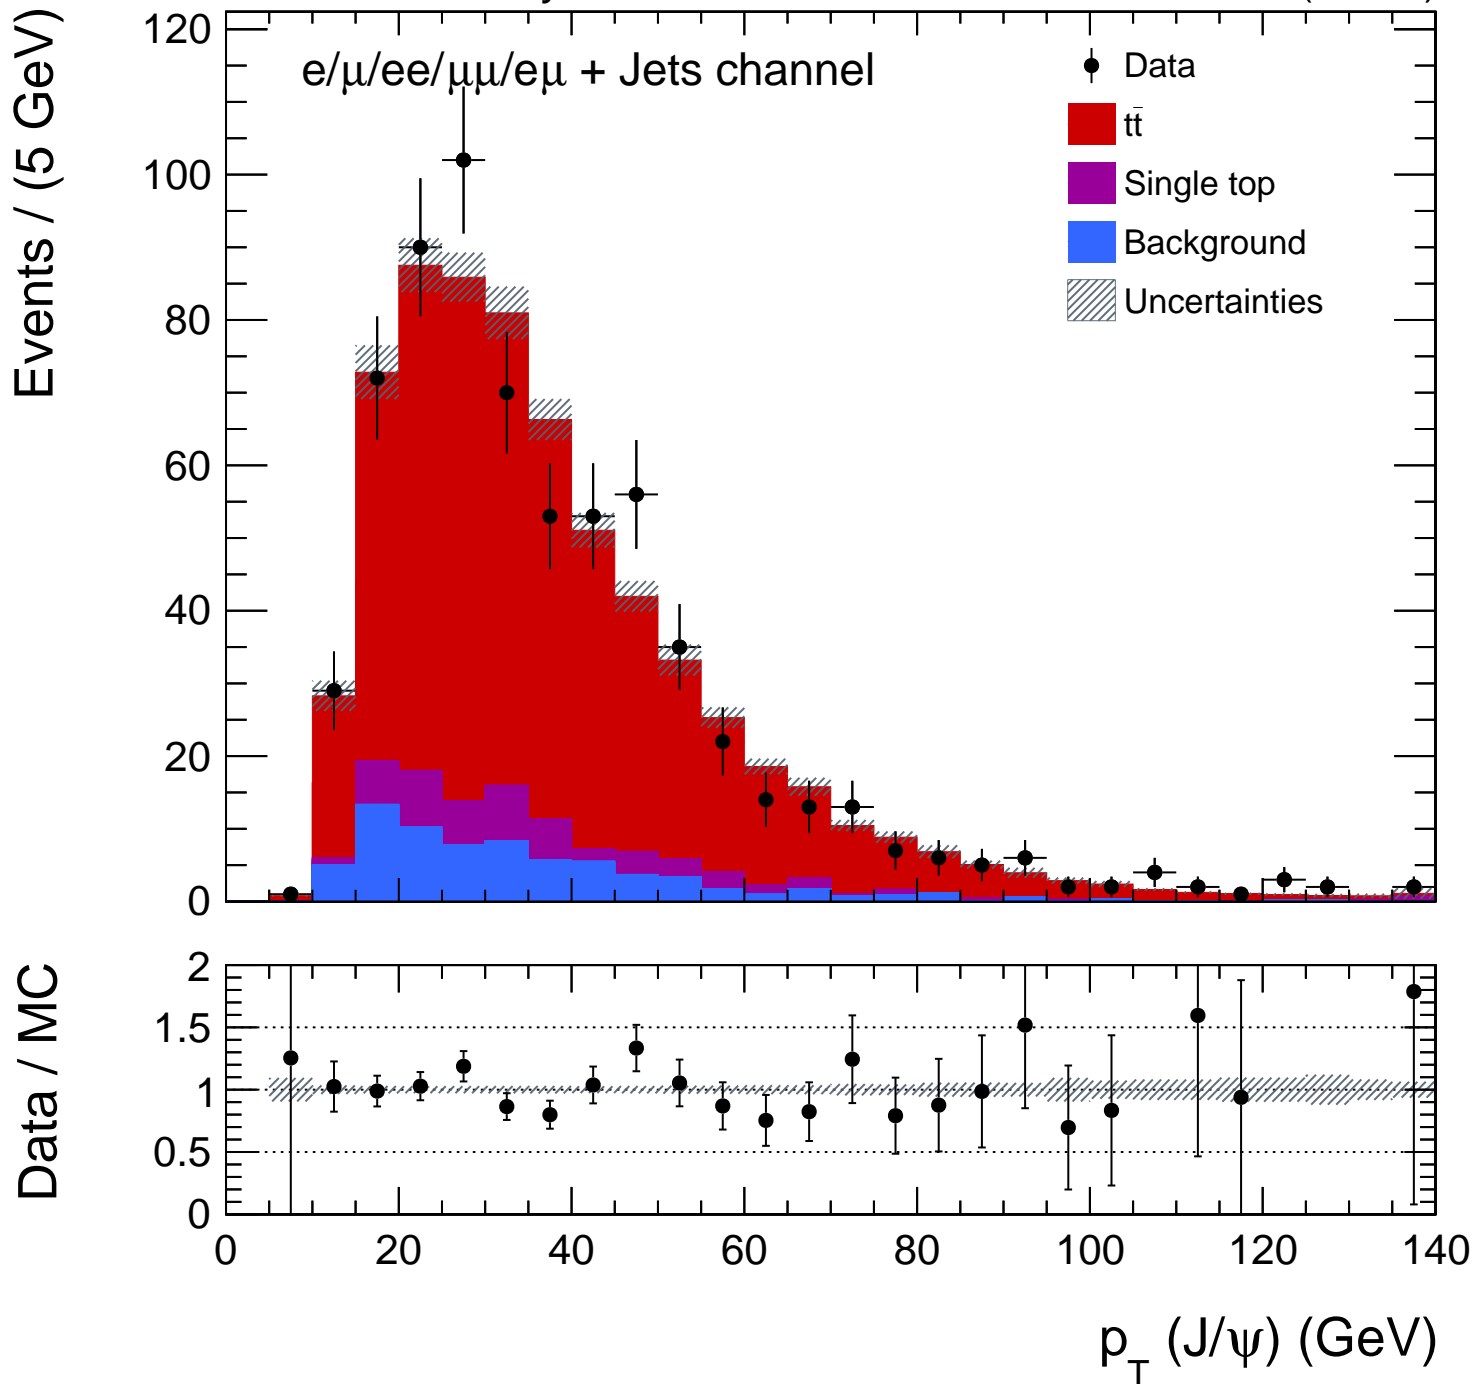 120
e/μ/ee/μμ/eμ + Jets channel
Data
tt̄
Single top
Background
Uncertainties
Events / (5 GeV)
100
80
60
40
20
0
Data / MC
2
1.5
1
0.5
0
0 20 40 60 80 100 120 140
p_T (J/ψ) (GeV)